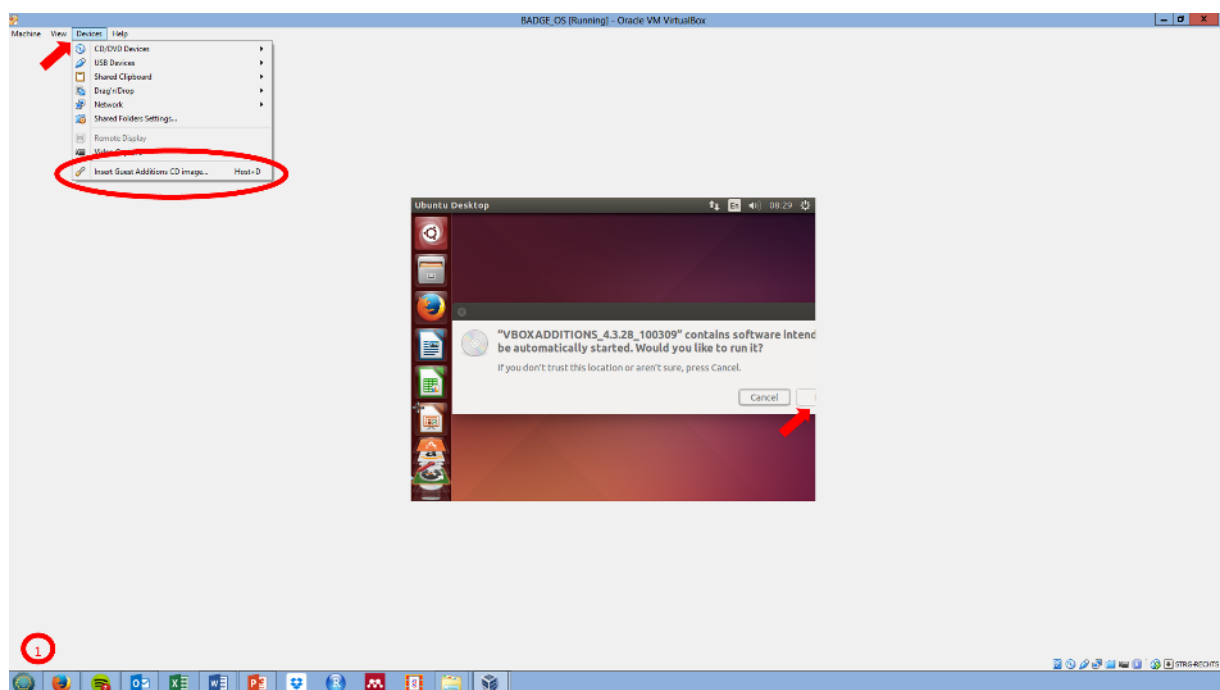 BADGE_OS [Running] - Oracle VM VirtualBox
Machine View Devices Help
CD/DVD Devices
USB Devices
Shared Clipboard
Drag'n'Drop
Network
Shared Folders Settings...
Remote Display
Insert Guest Additions CD image... Host+D
Ubuntu Desktop En 08:29
"VBOXADDITIONS_4.3.28_100309" contains software intend
be automatically started. Would you like to run it?
If you don't trust this location or aren't sure, press Cancel.
Cancel
1
STRG-RECHTS